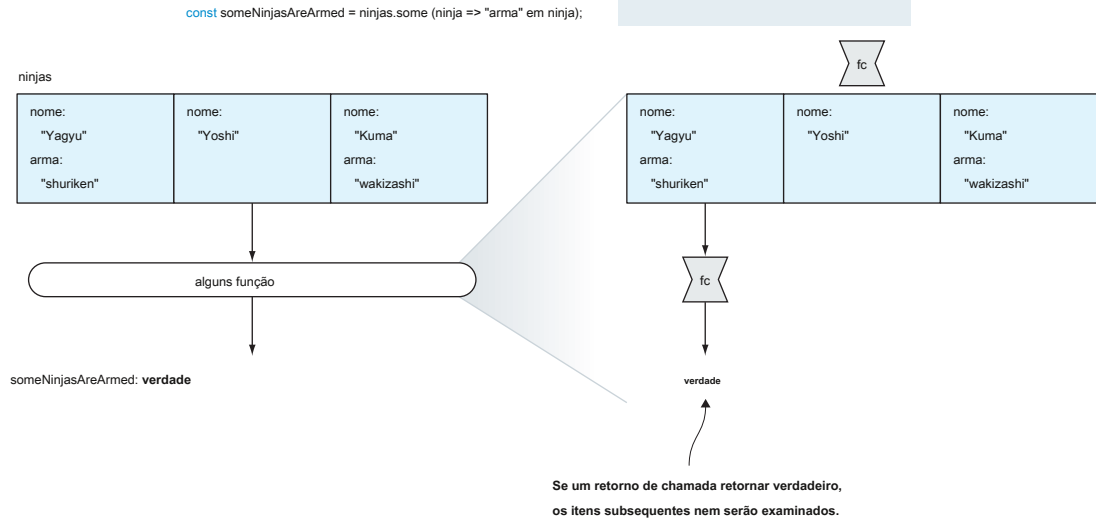 const someNinjasAreArmed = ninjas.some (ninja => "arma" em ninja);
ninjas
nome:
"Yagyu"
arma:
"shuriken"
nome:
"Yoshi"
nome:
"Kuma"
arma:
"wakizashi"
alguns função
someNinjasAreArmed: verdade
fc
nome:
"Yagyu"
arma:
"shuriken"
nome:
"Yoshi"
nome:
"Kuma"
arma:
"wakizashi"
fc
verdade
Se um retorno de chamada retornar verdadeiro,
os itens subsequentes nem serão examinados.